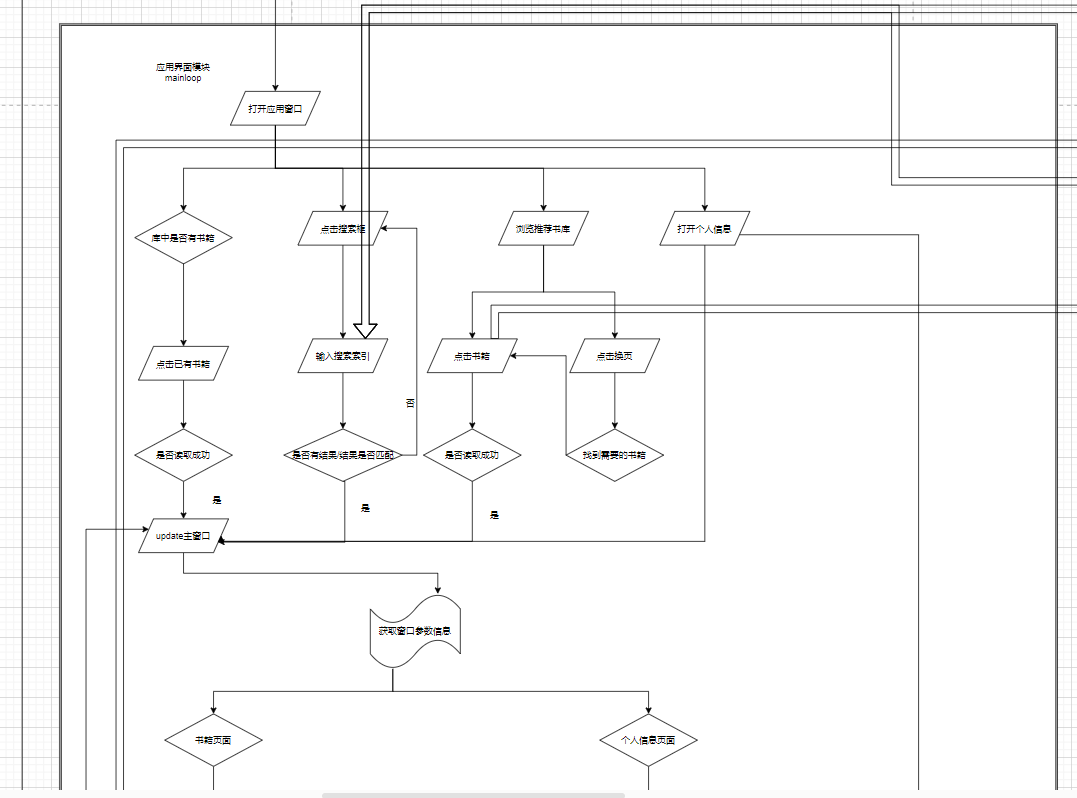 应用界面模块
mainloop
打开应用窗口
库中是否有书籍
点击搜索框
浏览推荐书库
打开个人信息
点击已有书籍
输入搜索索引
点击书籍
点击换页
否
是否读取成功
是否有结果/结果是否匹配
是否读取成功
找到需要的书籍
是
是
是
update主窗口
获取窗口参数信息
书籍页面
个人信息页面